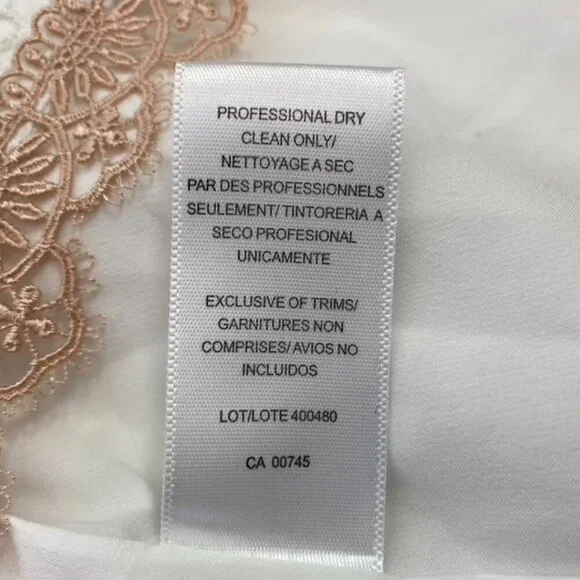 PROFESSIONAL DRY
CLEAN ONLY/
NETTOYAGE A SEC
PAR DES PROFESSIONNELS
SEULEMENT/ TINTORERIA A
SECO PROFESIONAL
UNICAMENTE
EXCLUSIVE OF TRIMS/
GARNITURES NON
COMPRISES/ AVIOS NO
INCLUIDOS
LOT/LOTE 400480
CA 00745